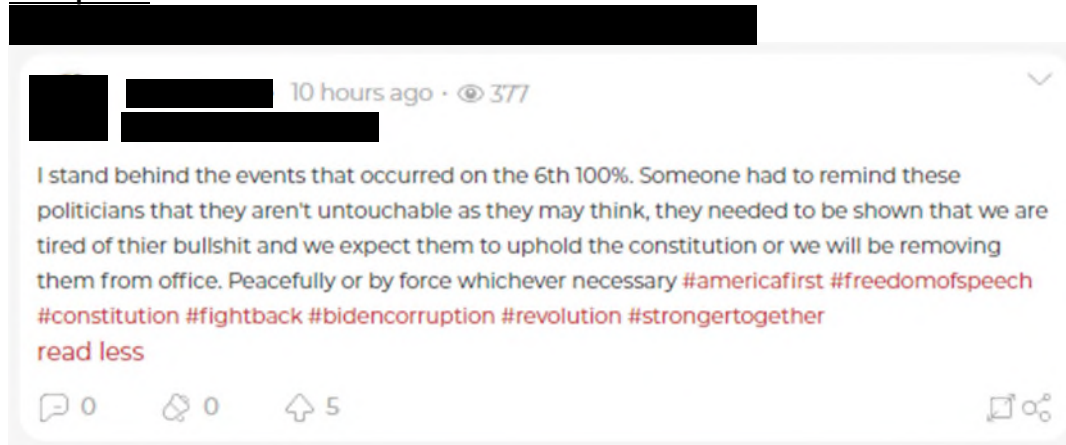 10 hours ago · 377
I stand behind the events that occurred on the 6th 100%. Someone had to remind these
politicians that they aren't untouchable as they may think, they needed to be shown that we are
tired of thier bullshit and we expect them to uphold the constitution or we will be removing
them from office. Peacefully or by force whichever necessary #americafirst #freedomofspeech
#constitution #fightback #bidencorruption #revolution #strongertogether
read less
0 0 5